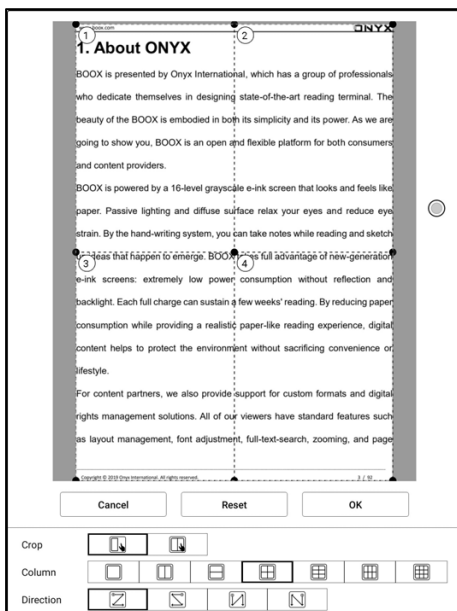 boox.com
ONYX
1
2
1. About ONYX
BOOX is presented by Onyx International, which has a group of professionals
who dedicate themselves in designing state-of-the-art reading terminal. The
beauty of the BOOX is embodied in both its simplicity and its power. As we are
going to show you, BOOX is an open and flexible platform for both consumers
and content providers.
BOOX is powered by a 16-level grayscale e-ink screen that looks and feels like
paper. Passive lighting and diffuse surface relax your eyes and reduce eye
strain. By the hand-writing system, you can take notes while reading and sketch
3
4
ideas that happen to emerge. BOOX full advantage of new-generation
e-ink screens: extremely low power consumption without reflection and
backlight. Each full charge can sustain a few weeks' reading. By reducing paper
consumption while providing a realistic paper-like reading experience, digital
content helps to protect the environment without sacrificing convenience or
lifestyle.
For content partners, we also provide support for custom formats and digital
rights management solutions. All of our viewers have standard features such
as layout management, font adjustment, full-text-search, zooming, and page
Copyright © 2019 Onyx International. All rights reserved. 3 / 92
Cancel Reset OK
Crop
Column
Direction